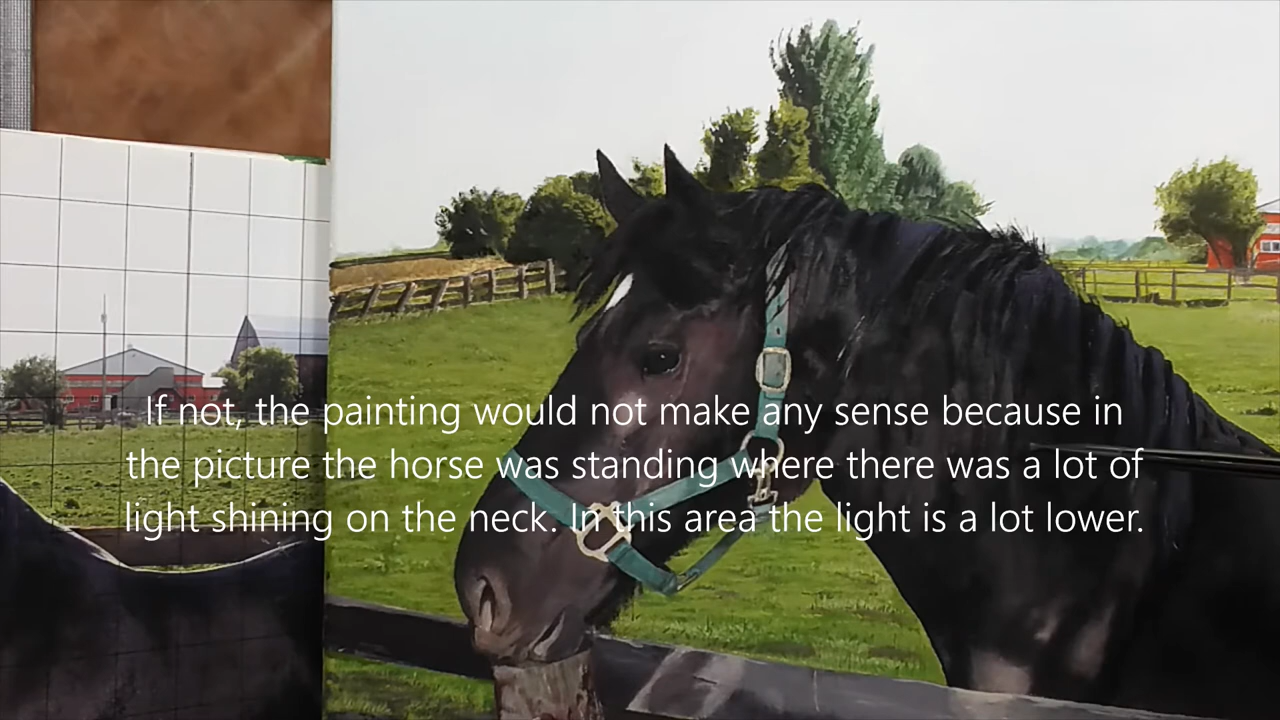 If not, the painting would not make any sense because in
the picture the horse was standing where there was a lot of
light shining on the neck. In this area the light is a lot lower.